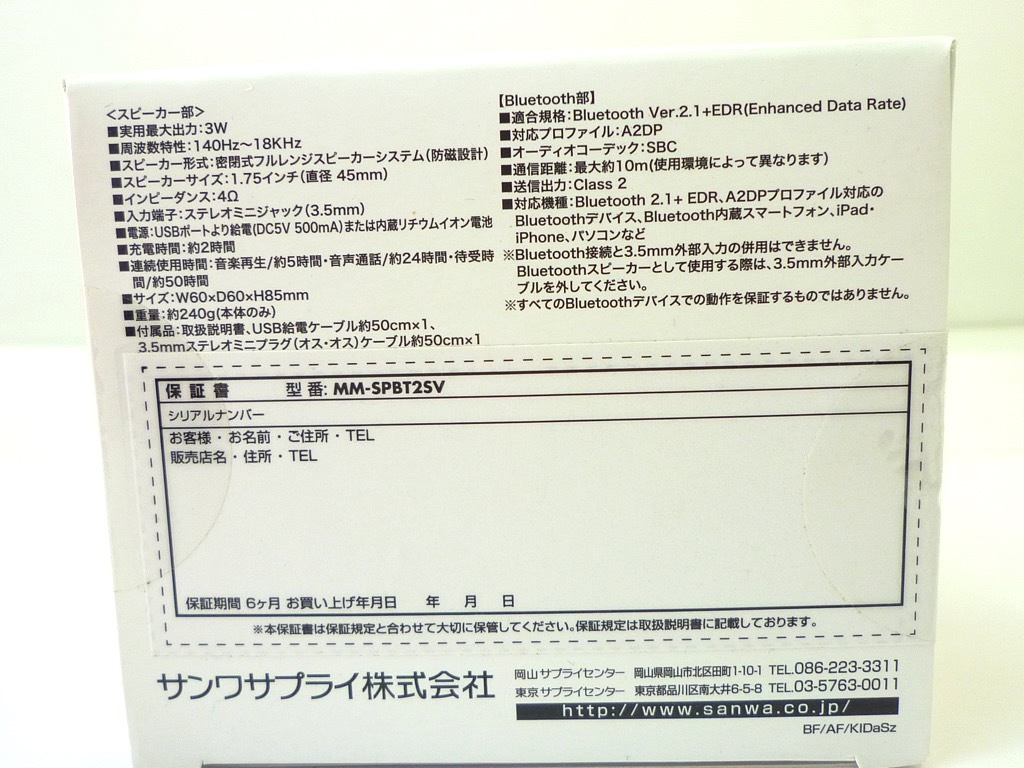 <スピーカー部>
■実用最大出力:3W
■周波数特性:140Hz~18KHz
■スピーカー形式:密閉式フルレンジスピーカーシステム(防磁設計)
■スピーカーサイズ:1.75インチ(直径 45mm)
■インピーダンス:4Ω
■入力端子:ステレオミニジャック(3.5mm)
■電源:USBポートより給電(DC5V 500mA)または内蔵リチウムイオン電池
■充電時間:約2時間
■連続使用時間:音楽再生/約5時間・音声通話/約24時間・待受時
間/約50時間
■サイズ:W60×D60×H85mm
■重量:約240g(本体のみ)
■付属品:取扱説明書、USB給電ケーブル約50cm×1、
3.5mmステレオミニプラグ(オス・オス)ケーブル約50cm×1
【Bluetooth部】
■適合規格:Bluetooth Ver.2.1+EDR(Enhanced Data Rate)
■対応プロファイル:A2DP
■オーディオコーデック:SBC
■通信距離:最大約10m(使用環境によって異なります)
■送信出力:Class 2
■対応機種:Bluetooth 2.1+ EDR、A2DPプロファイル対応の
Bluetoothデバイス、Bluetooth内蔵スマートフォン、iPad・
iPhone、パソコンなど
※Bluetooth接続と3.5mm外部入力の併用はできません。
Bluetoothスピーカーとして使用する際は、3.5mm外部入力ケー
ブルを外してください。
※すべてのBluetoothデバイスでの動作を保証するものではありません。
保証書 型番: MM-SPBT2SV
シリアルナンバー
お客様・お名前・ご住所・TEL
販売店名・住所・TEL
保証期間 6ヶ月 お買い上げ年月日 年 月 日
※本保証書は保証規定と合わせて大切に保管してください。保証規定は取扱説明書に記載しております。
サンワサプライ株式会社
岡山サプライセンター 岡山県岡山市北区田町1-10-1 TEL.086-223-3311
東京サプライセンター 東京都品川区南大井6-5-8 TEL.03-5763-0011
http://www.sanwa.co.jp/
BF/AF/KIDaSz